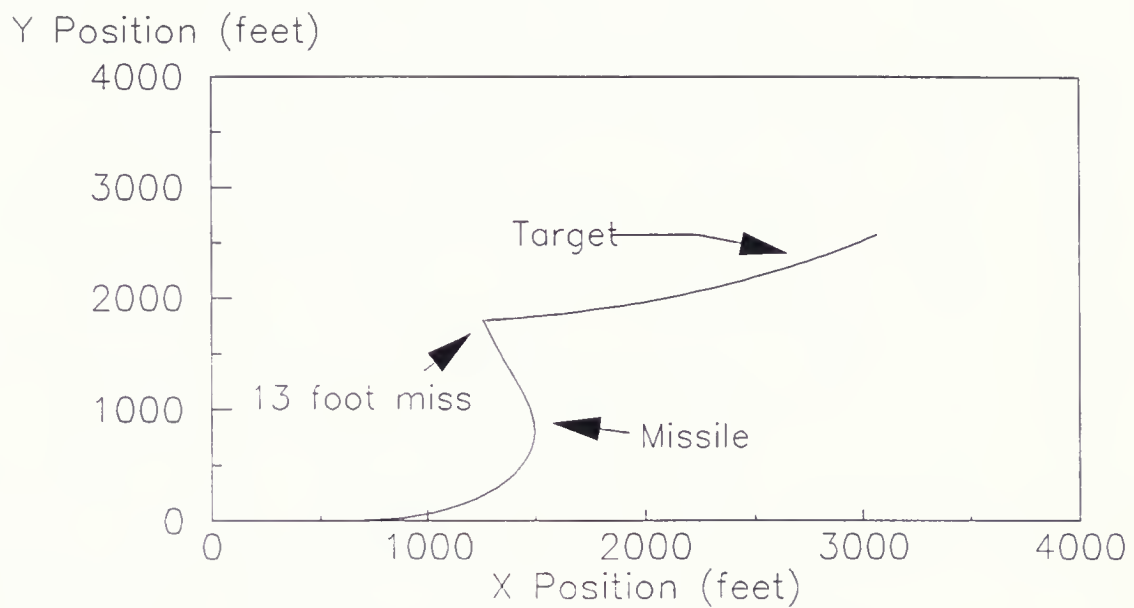 Y Position (feet)
4000
3000
Target
2000
13 foot miss
1000
Missile
0
0 1000 2000 3000 4000
X Position (feet)